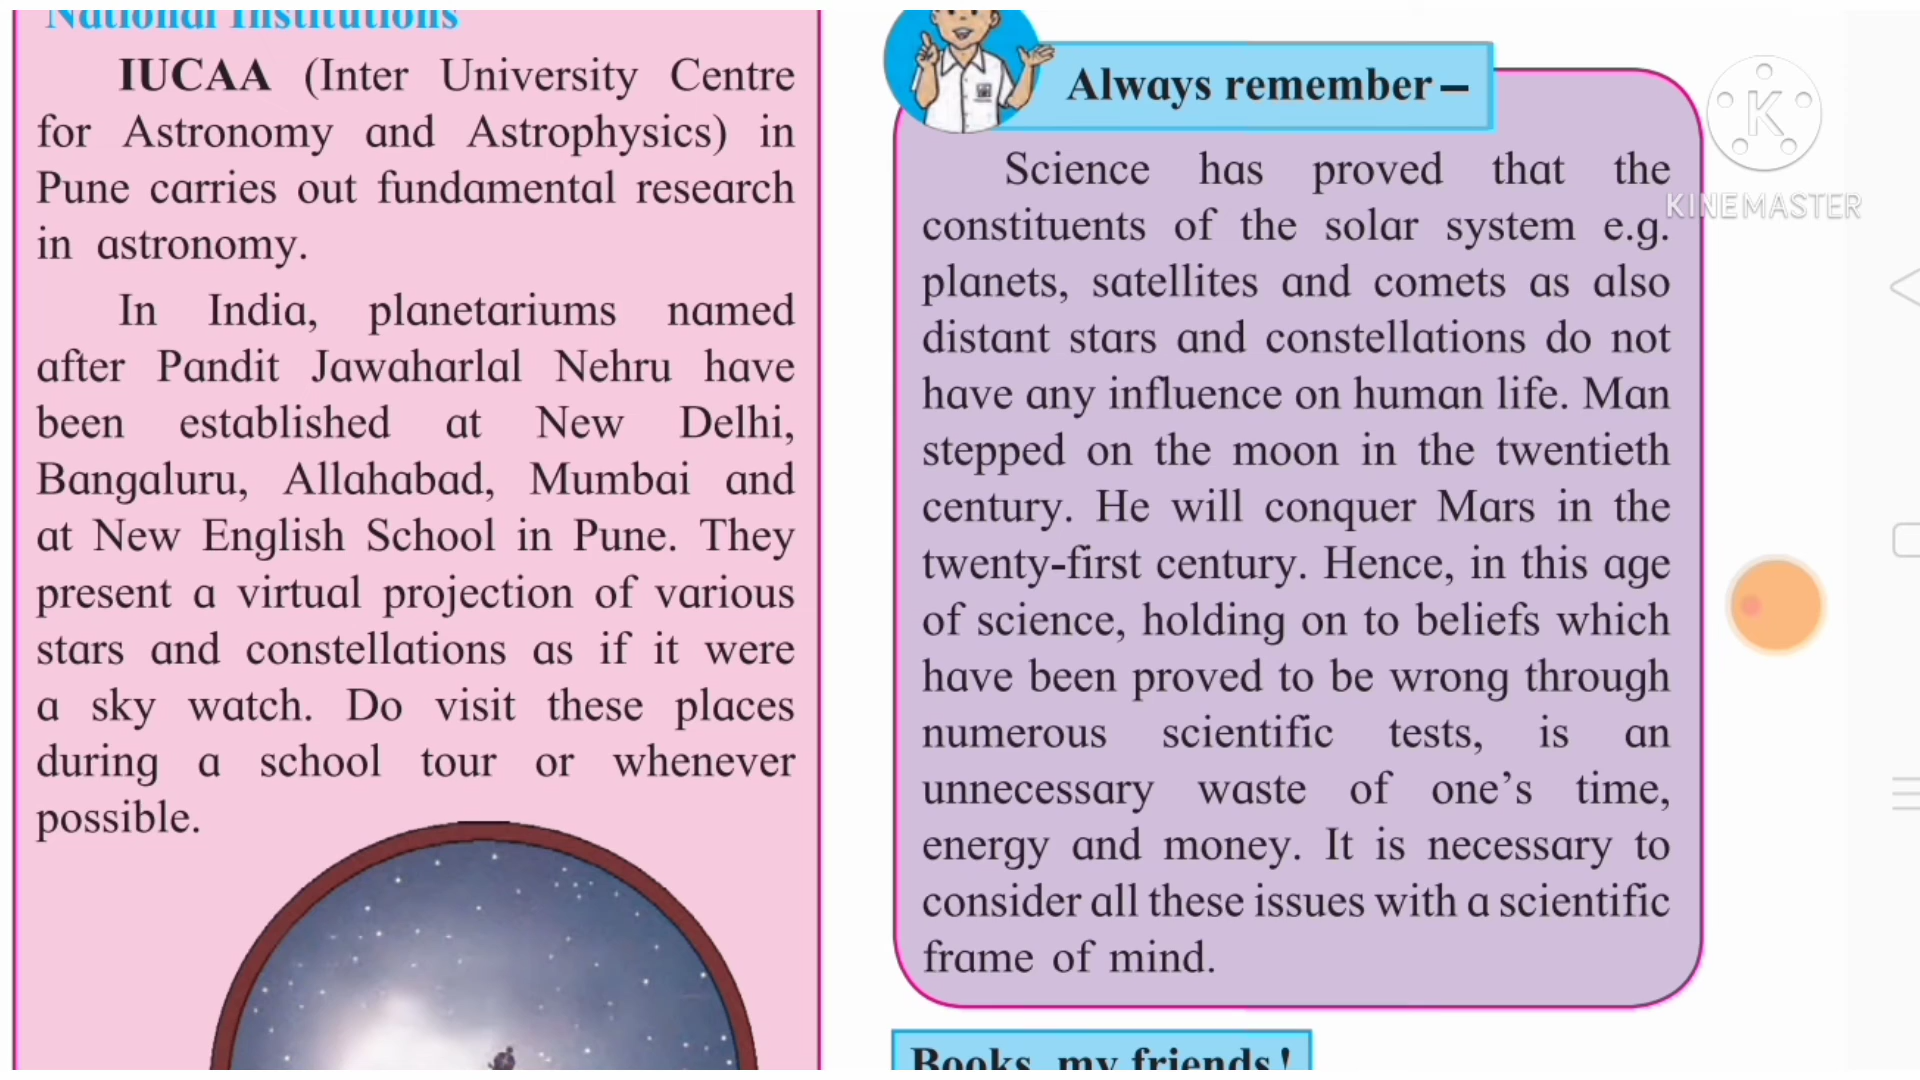 National Institutions
IUCAA (Inter University Centre
for Astronomy and Astrophysics) in
Pune carries out fundamental research
in astronomy.
In India, planetariums named
after Pandit Jawaharlal Nehru have
been established at New Delhi,
Bangaluru, Allahabad, Mumbai and
at New English School in Pune. They
present a virtual projection of various
stars and constellations as if it were
a sky watch. Do visit these places
during a school tour or whenever
possible.
Always remember –
Science has proved that the
constituents of the solar system e.g.
planets, satellites and comets as also
distant stars and constellations do not
have any influence on human life. Man
stepped on the moon in the twentieth
century. He will conquer Mars in the
twenty-first century. Hence, in this age
of science, holding on to beliefs which
have been proved to be wrong through
numerous scientific tests, is an
unnecessary waste of one’s time,
energy and money. It is necessary to
consider all these issues with a scientific
frame of mind.
Books, my friends!
K
KINEMASTER